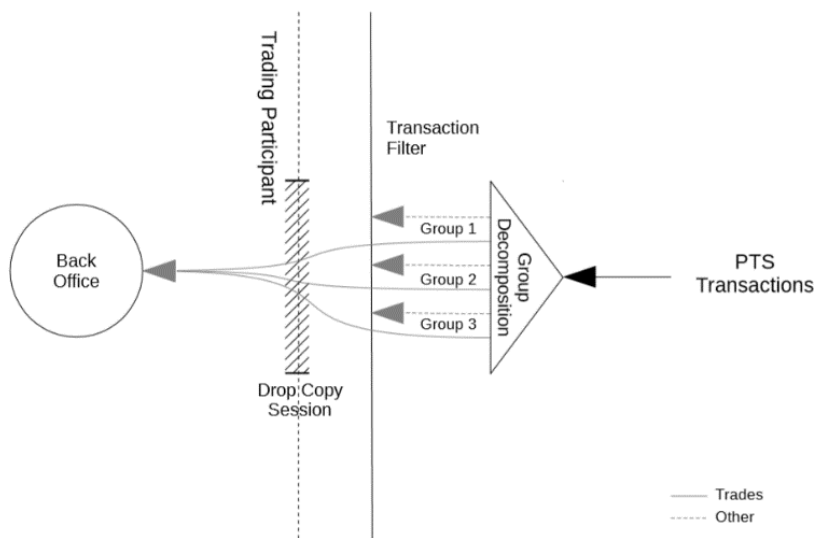 Trading Participant
Transaction
Filter
Group 1
Group 2
Group 3
Group
Decomposition
PTS
Transactions
Back
Office
Drop Copy
Session
Trades
Other